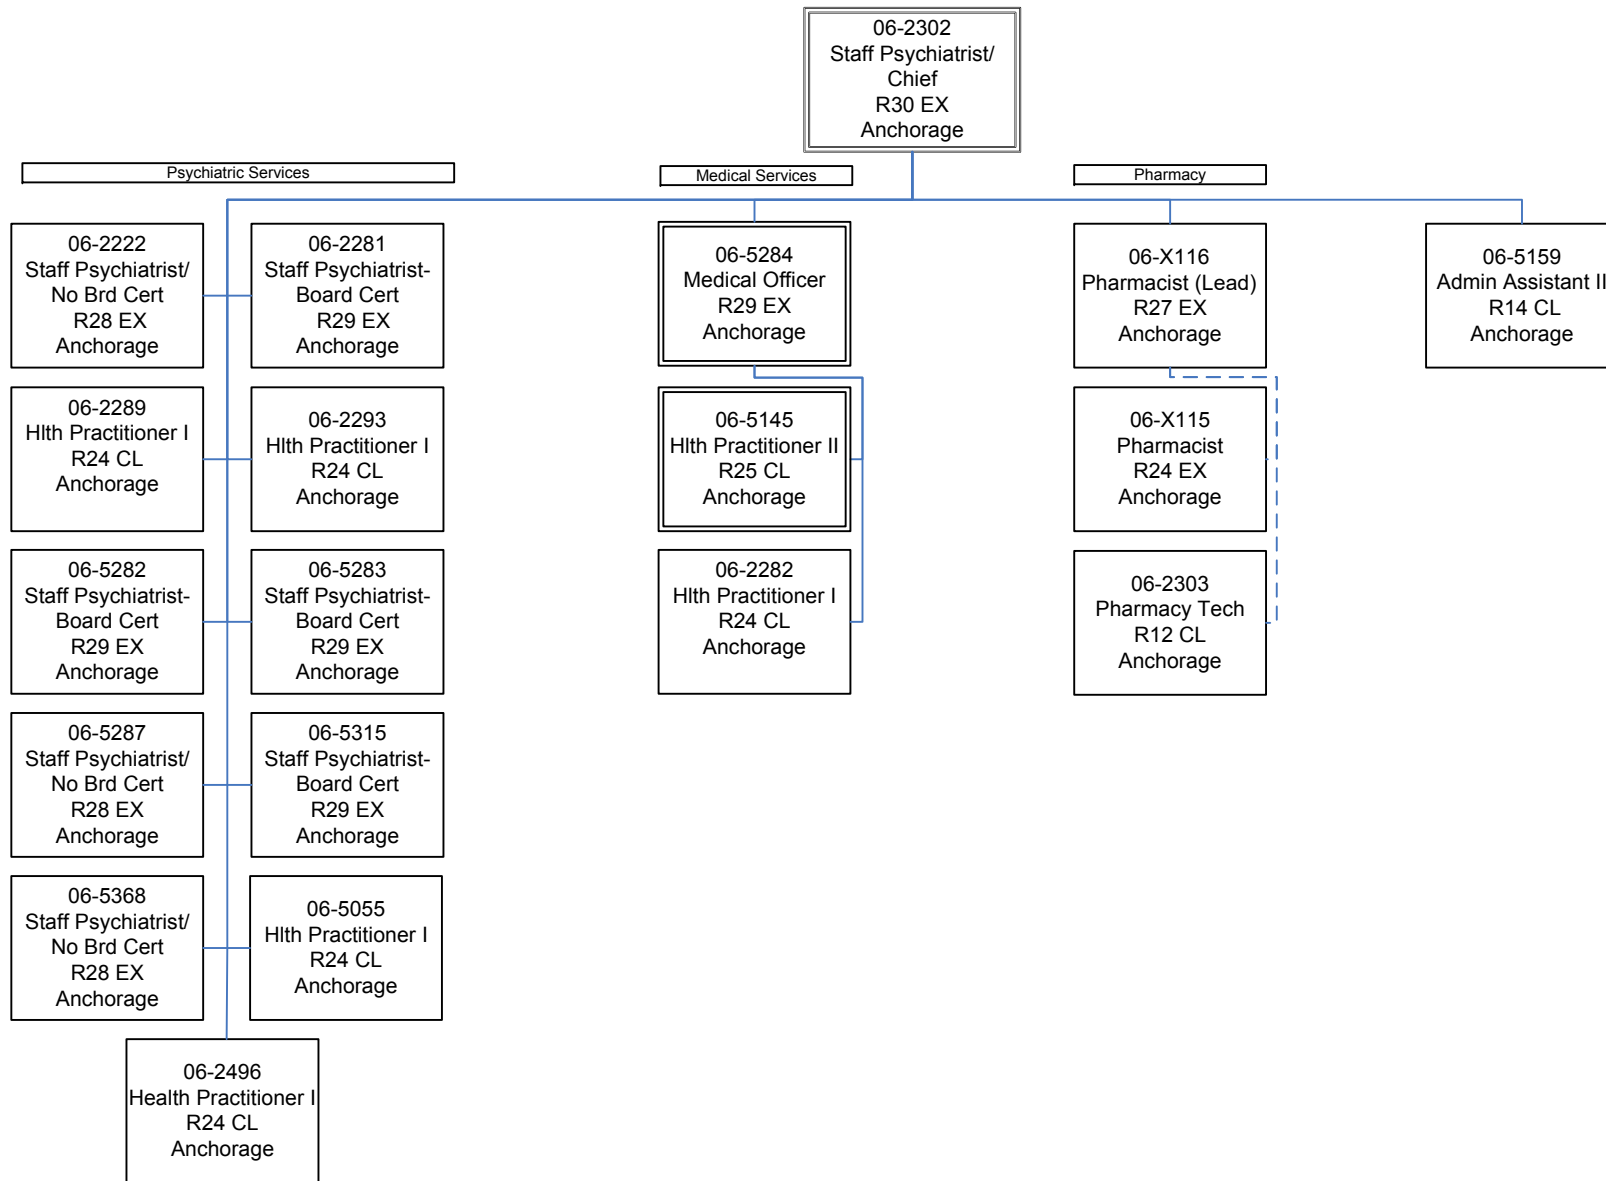 06-2302
Staff Psychiatrist/
Chief
R30 EX
Anchorage
Psychiatric Services
Medical Services
Pharmacy
06-2222
Staff Psychiatrist/
No Brd Cert
R28 EX
Anchorage
06-2281
Staff Psychiatrist-
Board Cert
R29 EX
Anchorage
06-5284
Medical Officer
R29 EX
Anchorage
06-X116
Pharmacist (Lead)
R27 EX
Anchorage
06-5159
Admin Assistant II
R14 CL
Anchorage
06-2289
Hlth Practitioner I
R24 CL
Anchorage
06-2293
Hlth Practitioner I
R24 CL
Anchorage
06-5145
Hlth Practitioner II
R25 CL
Anchorage
06-X115
Pharmacist
R24 EX
Anchorage
06-5282
Staff Psychiatrist-
Board Cert
R29 EX
Anchorage
06-5283
Staff Psychiatrist-
Board Cert
R29 EX
Anchorage
06-2282
Hlth Practitioner I
R24 CL
Anchorage
06-2303
Pharmacy Tech
R12 CL
Anchorage
06-5287
Staff Psychiatrist/
No Brd Cert
R28 EX
Anchorage
06-5315
Staff Psychiatrist-
Board Cert
R29 EX
Anchorage
06-5368
Staff Psychiatrist/
No Brd Cert
R28 EX
Anchorage
06-5055
Hlth Practitioner I
R24 CL
Anchorage
06-2496
Health Practitioner I
R24 CL
Anchorage